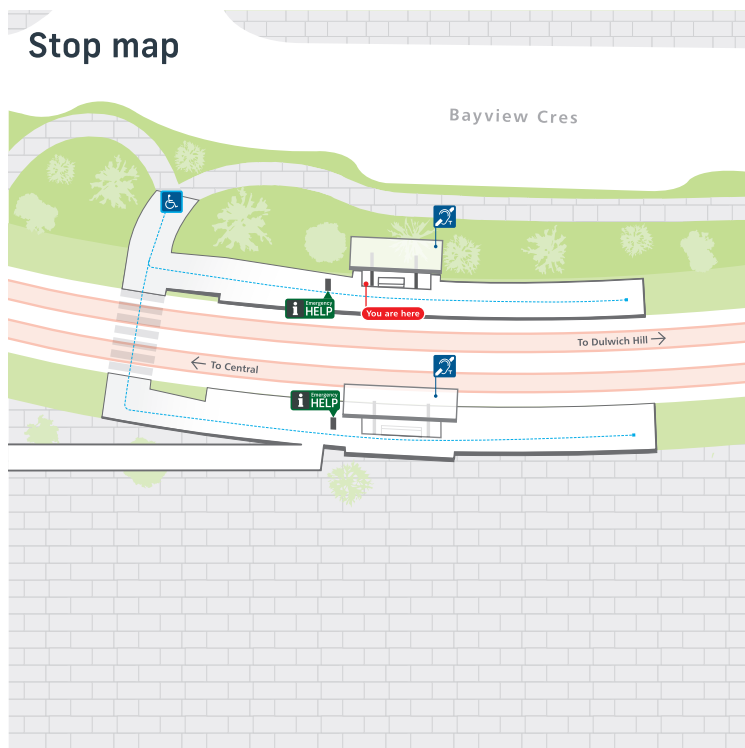 Stop map
Bayview Cres
T
Emergency
i HELP
You are here
To Dulwich Hill
To Central
T
Emergency
i HELP